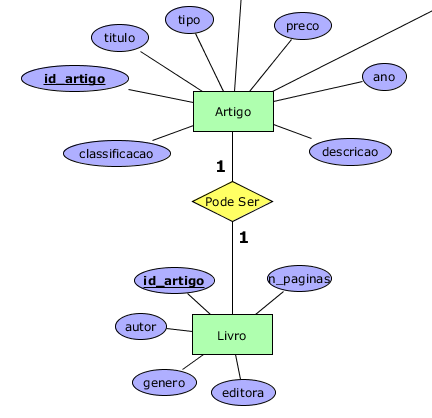 tipo
preco
titulo
id_artigo
ano
Artigo
classificacao
descricao
1
Pode Ser
1
id_artigo
n_paginas
autor
Livro
genero
editora